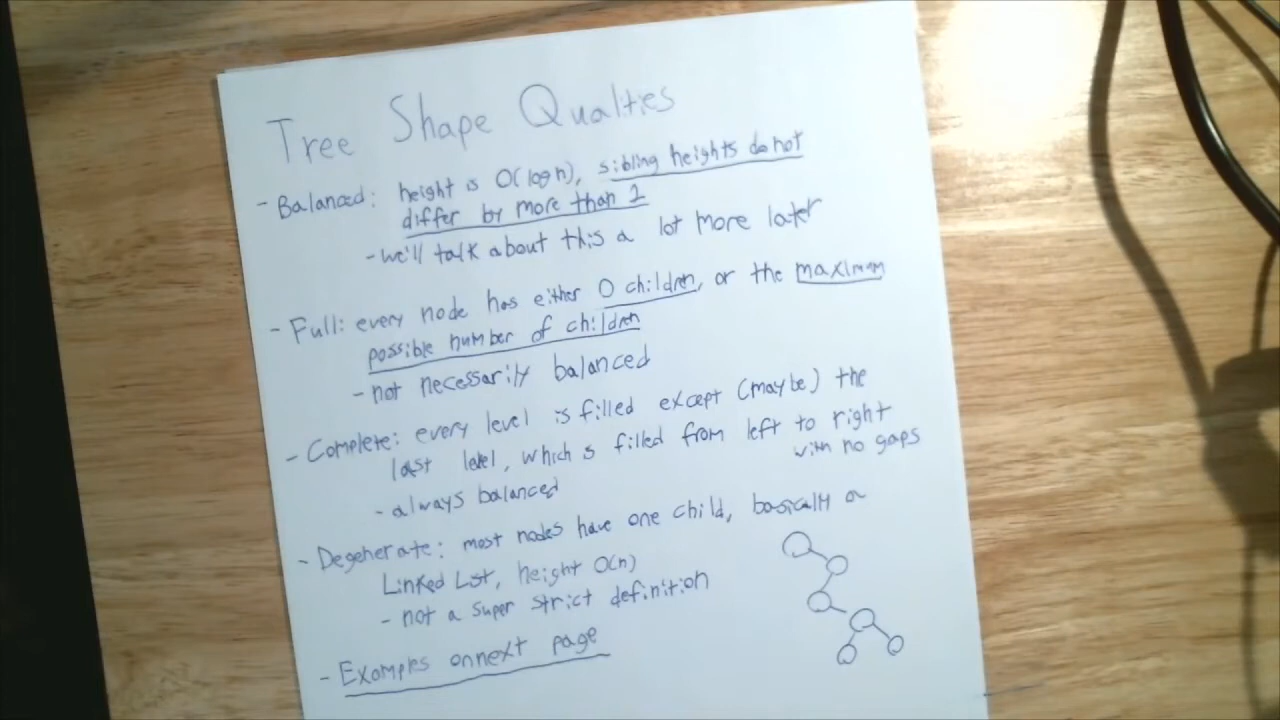 Tree Shape Qualties
- Balanced: height is O(log n), sibling heights do not
differ by more than 1
- we'll talk about this a lot more later
- Full: every node has either 0 children, or the maximum
possible number of children
- not necessarily balanced
- Complete: every level is filled except (maybe) the
last level, which is filled from left to right
with no gaps
- always balanced
- Degenerate: most nodes have one child, basically a
Linked List, height O(n)
- not a super strict definition
- Examples on next page